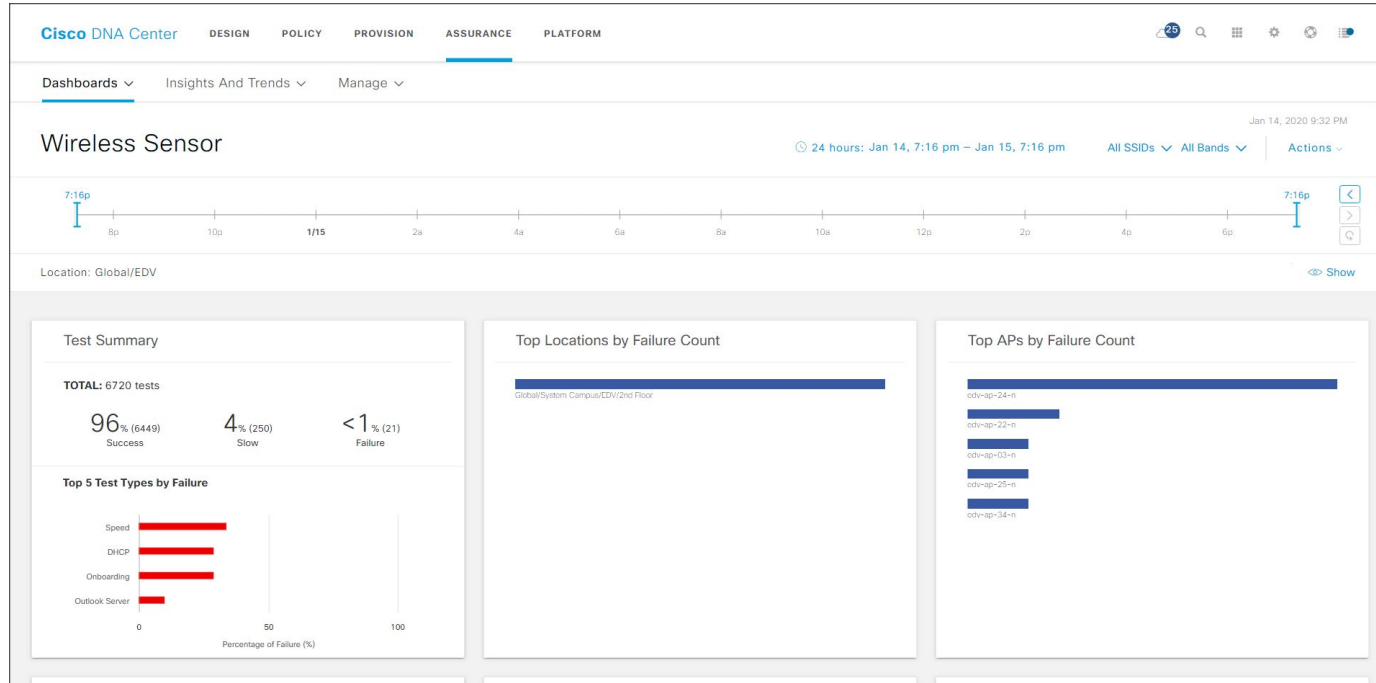 Cisco DNA Center DESIGN POLICY PROVISION ASSURANCE PLATFORM 25
Dashboards Insights And Trends Manage
Jan 14, 2020 9:32 PM
Wireless Sensor 24 hours: Jan 14, 7:16 pm – Jan 15, 7:16 pm All SSIDs All Bands Actions
7:16p 7:16p
8p 10p 1/15 2a 4a 6a 8a 10a 12p 2p 4p 6p
Location: Global/EDV Show
Test Summary
TOTAL: 6720 tests
96% (6449) 4% (250) <1% (21)
Success Slow Failure
Top 5 Test Types by Failure
Speed
DHCP
Onboarding
Outlook Server
0 50 100
Percentage of Failure (%)
Top Locations by Failure Count
Global/System Campus/EDV/2nd Floor
Top APs by Failure Count
edv-ap-24-n
edv-ap-22-n
edv-ap-03-n
edv-ap-25-n
edv-ap-34-n